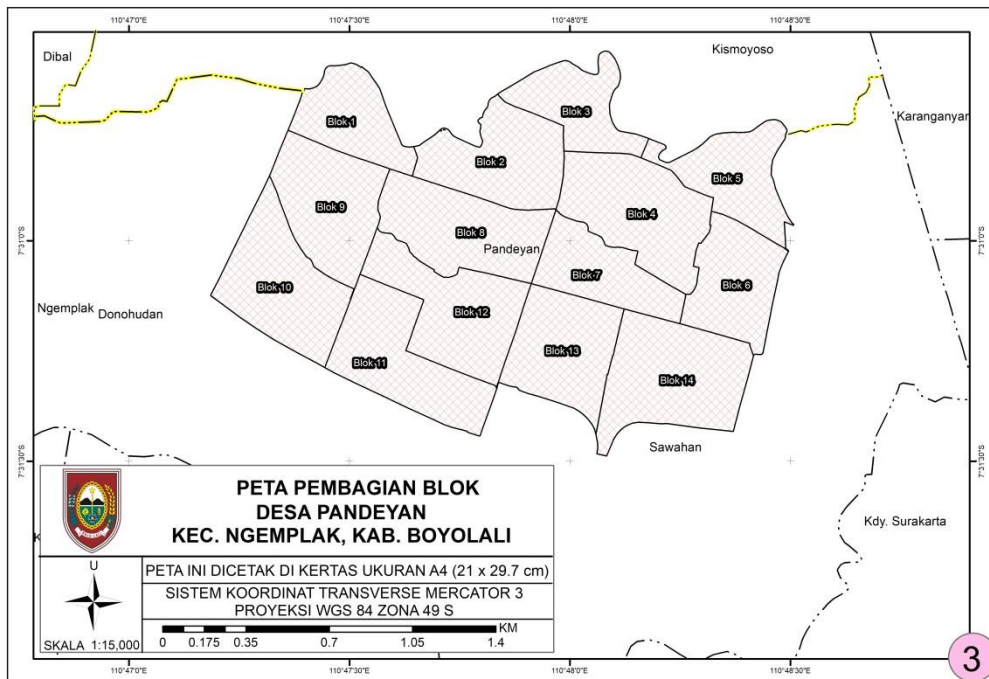 110°47'0"E 110°47'30"E 110°48'0"E 110°48'30"E
Dibal
Kismoyoso
Karanganyar
Blok 1
Blok 3
Blok 2
Blok 5
Blok 9
Blok 4
Blok 8
Pandeyan
7°31'0"S 7°31'0"S
Blok 7
Blok 10
Blok 6
Ngemplak
Donohudan
Blok 12
Blok 13
Blok 11
Blok 14
Sawahan
7°31'30"S 7°31'30"S
Kdy. Surakarta
K
PETA PEMBAGIAN BLOK
DESA PANDEYAN
KEC. NGEMPLAK, KAB. BOYOLALI
U
PETA INI DICETAK DI KERTAS UKURAN A4 (21 x 29.7 cm)
SISTEM KOORDINAT TRANSVERSE MERCATOR 3
PROYEKSI WGS 84 ZONA 49 S
SKALA 1:15,000
KM
0 0.175 0.35 0.7 1.05 1.4
3
110°47'0"E 110°47'30"E 110°48'0"E 110°48'30"E